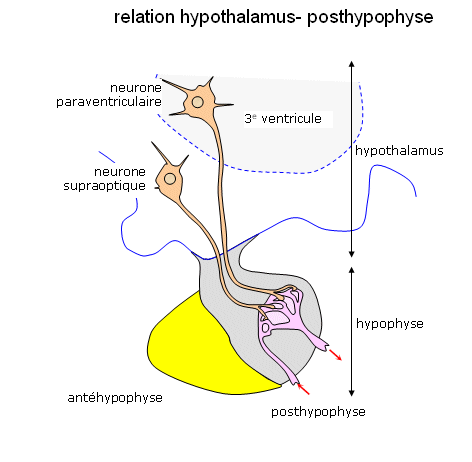 relation hypothalamus- posthypophyse
neurone
paraventriculaire
3e ventricule
hypothalamus
neurone
supraoptique
hypophyse
antéhypophyse
posthypophyse